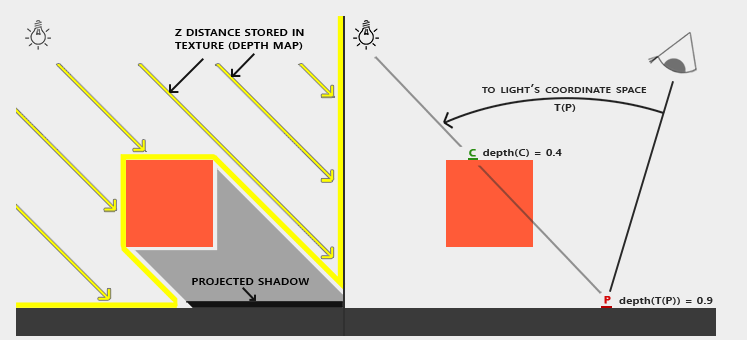 Z DISTANCE STORED IN
TEXTURE (DEPTH MAP)
PROJECTED SHADOW
TO LIGHT'S COORDINATE SPACE
T(P)
C depth(C) = 0.4
P depth(T(P)) = 0.9